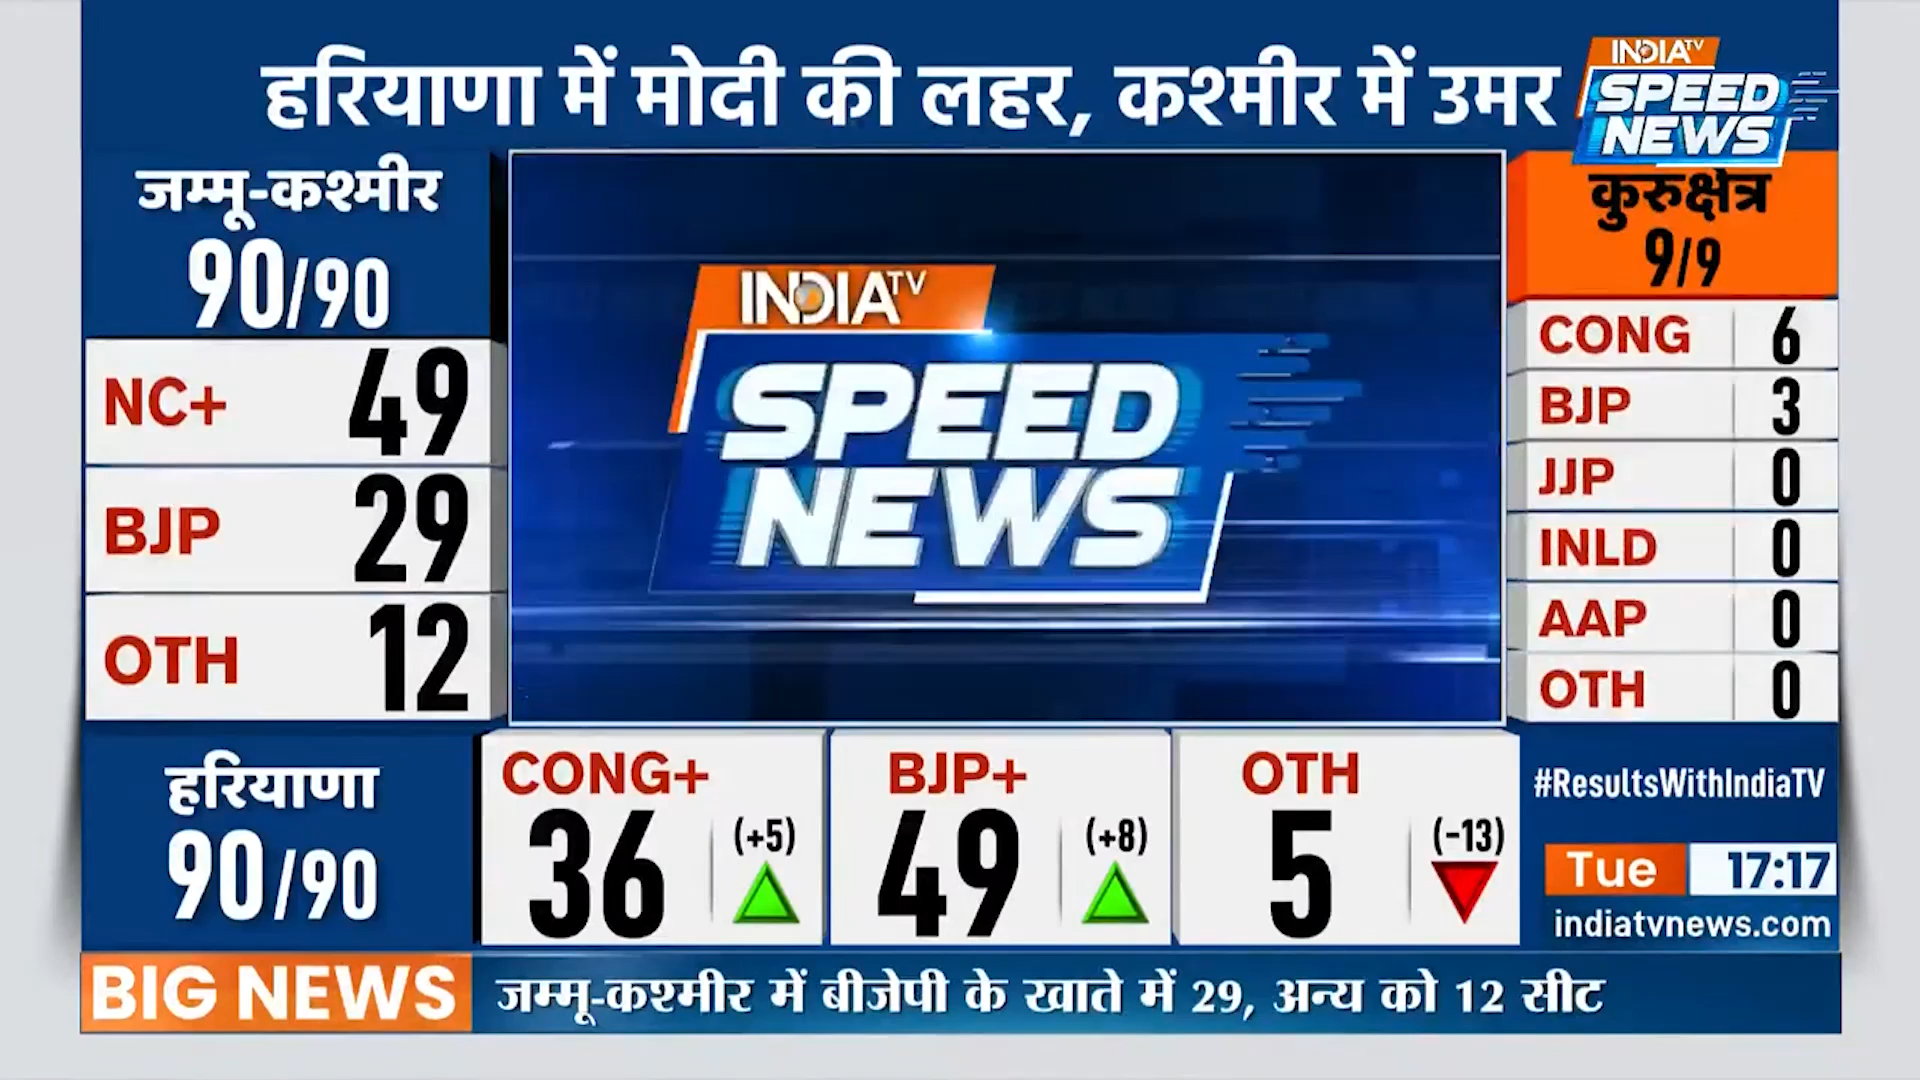 हरियाणा में मोदी की लहर, कश्मीर में उमर
INDIA TV
SPEED
NEWS
जम्मू-कश्मीर
90/90
NC+ 49
BJP 29
OTH 12
INDIA TV
SPEED
NEWS
कुरुक्षेत्र
9/9
CONG 6
BJP 3
JJP 0
INLD 0
AAP 0
OTH 0
हरियाणा
90/90
CONG+
36 (+5)
BJP+
49 (+8)
OTH
5 (-13)
#ResultsWithIndiaTV
Tue 17:17
indiatvnews.com
BIG NEWS जम्मू-कश्मीर में बीजेपी के खाते में 29, अन्य को 12 सीट